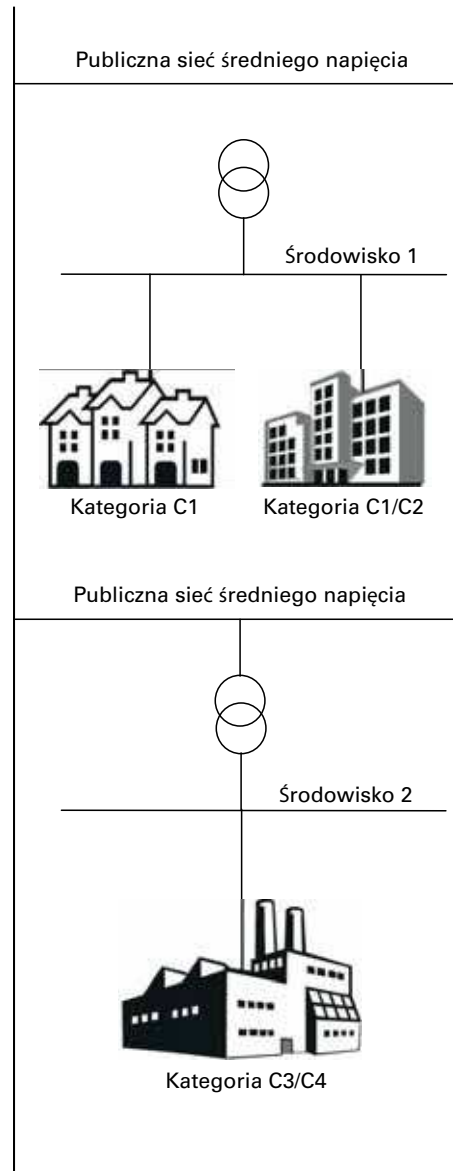 Publiczna sieć średniego napięcia
Środowisko 1
Kategoria C1
Kategoria C1/C2
Publiczna sieć średniego napięcia
Środowisko 2
Kategoria C3/C4